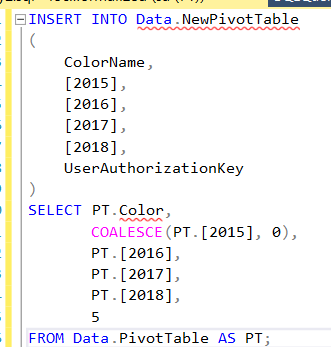 INSERT INTO Data.NewPivotTable
(
ColorName,
[2015],
[2016],
[2017],
[2018],
UserAuthorizationKey
)
SELECT PT.Color,
COALESCE(PT.[2015], 0),
PT.[2016],
PT.[2017],
PT.[2018],
5
FROM Data.PivotTable AS PT;